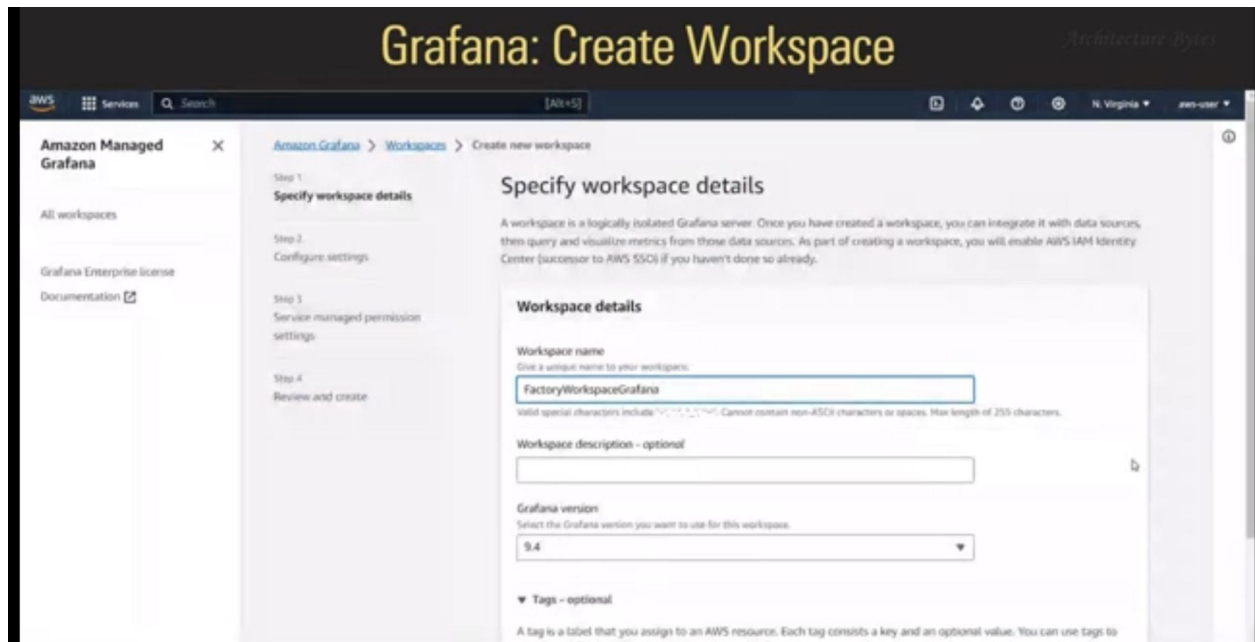 Grafana: Create Workspace
Architecture Bytes
aws
Services
Search
[Alt+S]
N. Virginia
aws-user
Amazon Managed
Grafana
All workspaces
Grafana Enterprise license
Documentation
Amazon Grafana > Workspaces > Create new workspace
Step 1
Specify workspace details
Step 2
Configure settings
Step 3
Service managed permission
settings
Step 4
Review and create
Specify workspace details
A workspace is a logically isolated Grafana server. Once you have created a workspace, you can integrate it with data sources,
then query and visualize metrics from those data sources. As part of creating a workspace, you will enable AWS IAM Identity
Center (successor to AWS SSO) if you haven't done so already.
Workspace details
Workspace name
Give a unique name to your workspace.
FactoryWorkspaceGrafana
Valid special characters include Cannot contain non-ASCII characters or spaces. Max length of 255 characters.
Workspace description - optional
Grafana version
Select the Grafana version you want to use for this workspace.
9.4
Tags - optional
A tag is a label that you assign to an AWS resource. Each tag consists a key and an optional value. You can use tags to